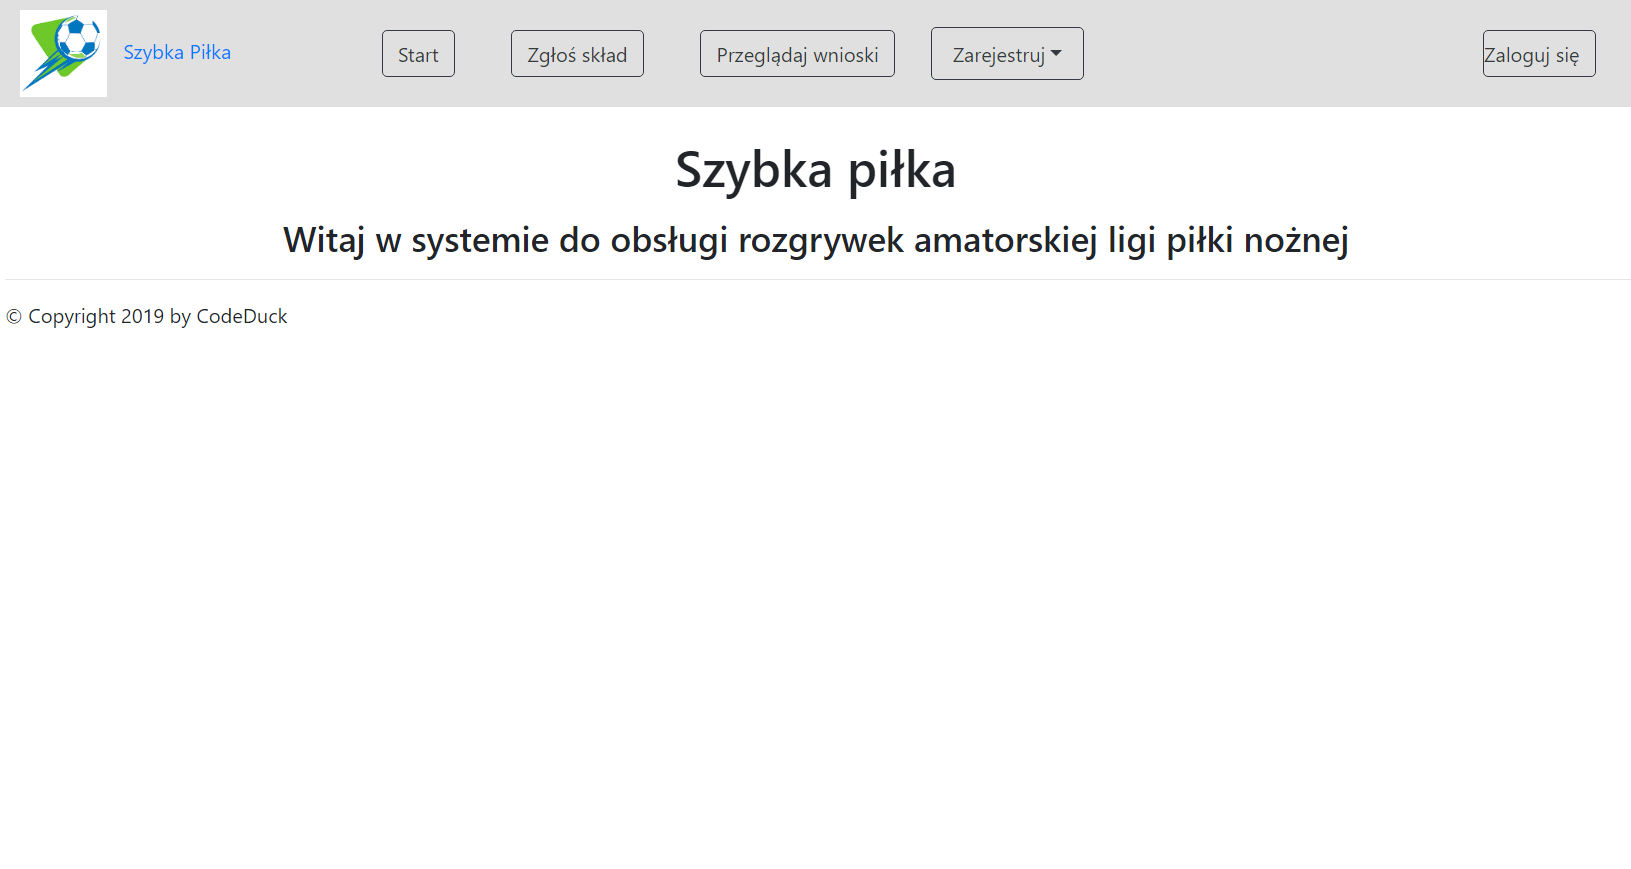 Szybka Piłka
Start
Zgłoś skład
Przeglądaj wnioski
Zarejestruj
Zaloguj się
Szybka piłka
Witaj w systemie do obsługi rozgrywek amatorskiej ligi piłki nożnej
© Copyright 2019 by CodeDuck